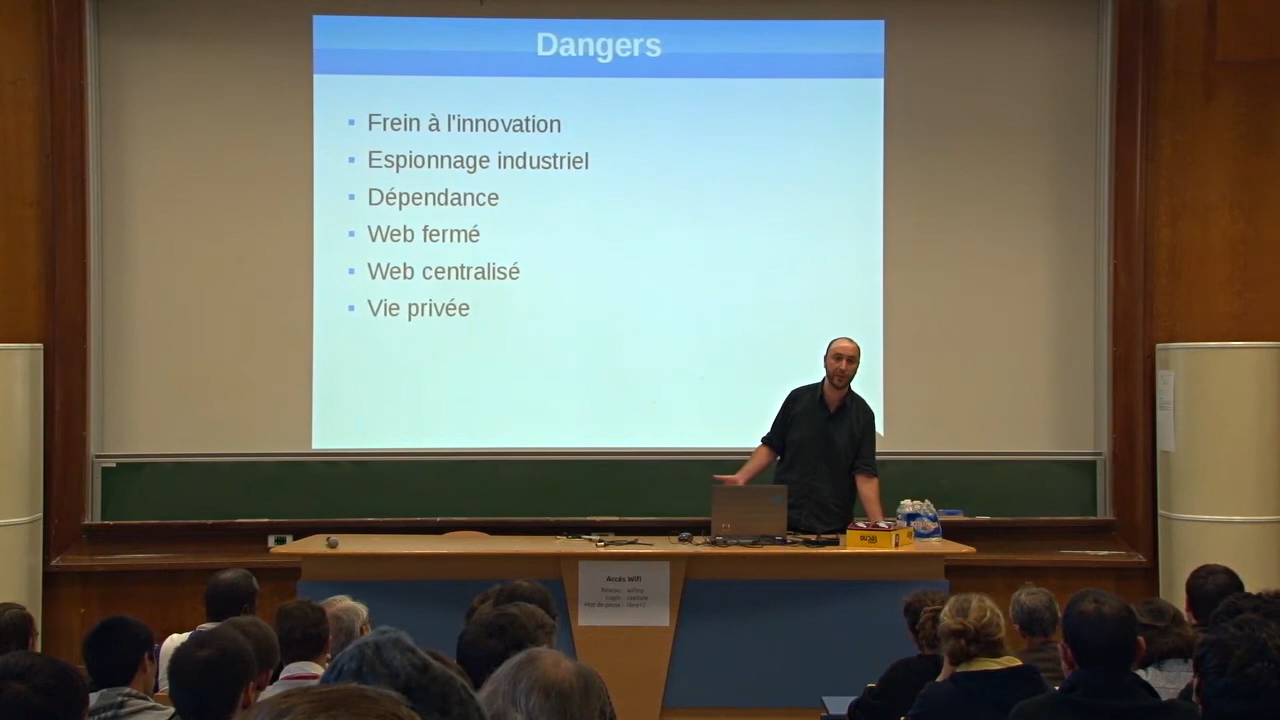 Dangers
Frein à l'innovation
Espionnage industriel
Dépendance
Web fermé
Web centralisé
Vie privée
Accès Wifi